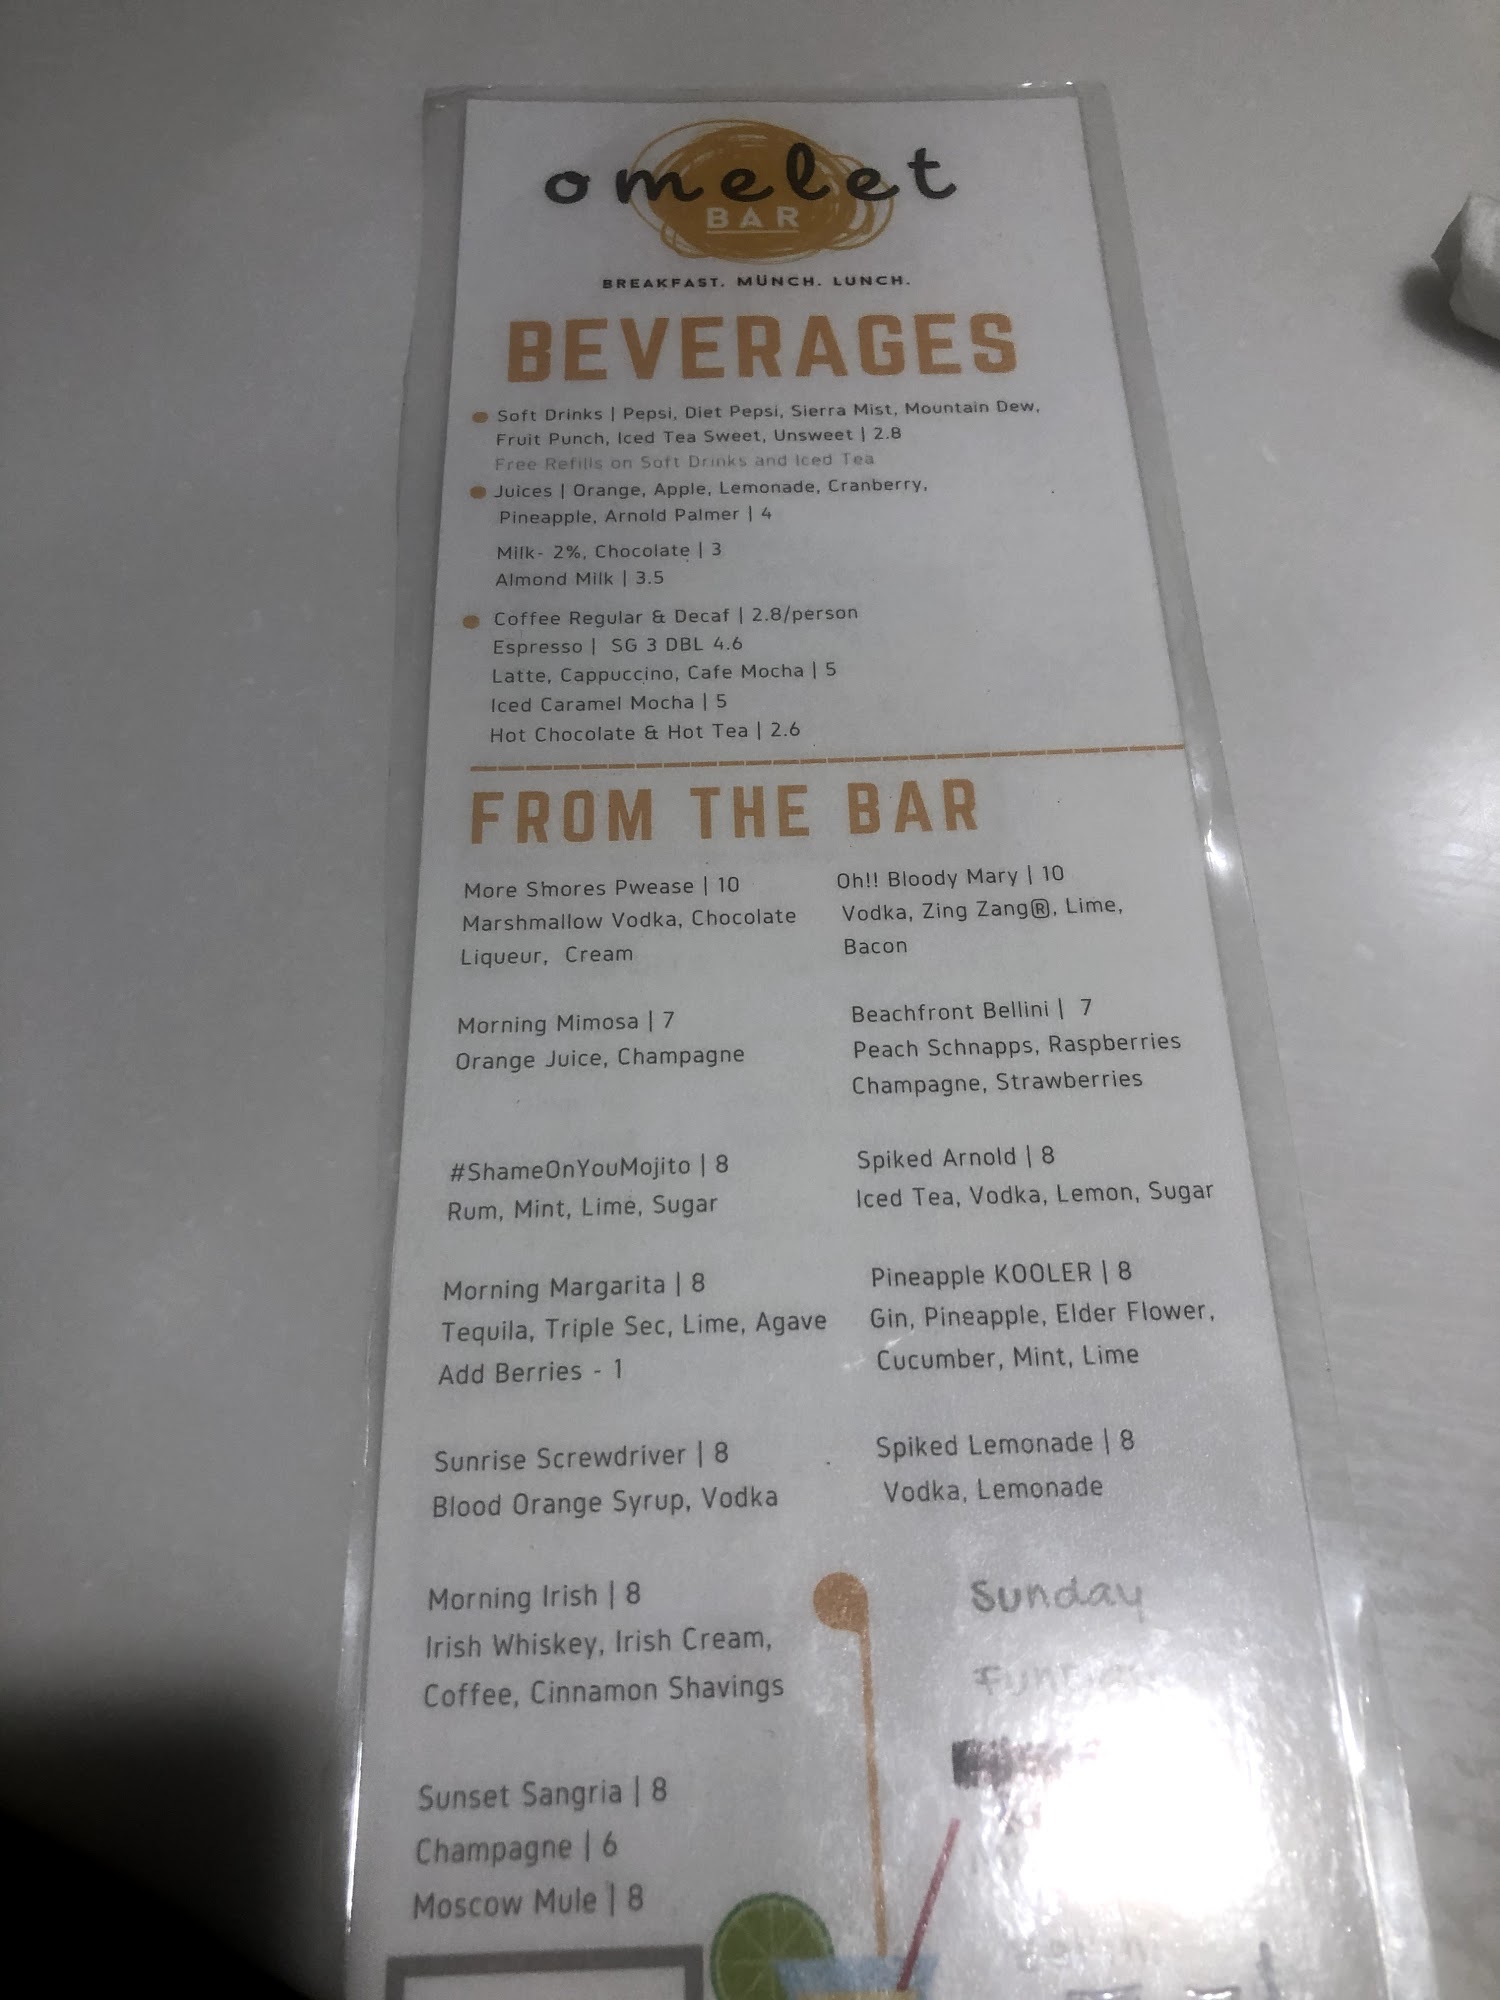 omelet
BAR
BREAKFAST. MÜNCH. LUNCH.
BEVERAGES
Soft Drinks | Pepsi, Diet Pepsi, Sierra Mist, Mountain Dew,
Fruit Punch, Iced Tea Sweet, Unsweet | 2.8
Free Refills on Soft Drinks and Iced Tea
Juices | Orange, Apple, Lemonade, Cranberry,
Pineapple, Arnold Palmer | 4
Milk- 2%, Chocolate | 3
Almond Milk | 3.5
Coffee Regular & Decaf | 2.8/person
Espresso | SG 3 DBL 4.6
Latte, Cappuccino, Cafe Mocha | 5
Iced Caramel Mocha | 5
Hot Chocolate & Hot Tea | 2.6
FROM THE BAR
More Smores Pwease | 10
Marshmallow Vodka, Chocolate
Liqueur, Cream
Oh!! Bloody Mary | 10
Vodka, Zing Zang®, Lime,
Bacon
Morning Mimosa | 7
Orange Juice, Champagne
Beachfront Bellini | 7
Peach Schnapps, Raspberries
Champagne, Strawberries
#ShameOnYouMojito | 8
Rum, Mint, Lime, Sugar
Spiked Arnold | 8
Iced Tea, Vodka, Lemon, Sugar
Morning Margarita | 8
Tequila, Triple Sec, Lime, Agave
Add Berries - 1
Pineapple KOOLER | 8
Gin, Pineapple, Elder Flower,
Cucumber, Mint, Lime
Sunrise Screwdriver | 8
Blood Orange Syrup, Vodka
Spiked Lemonade | 8
Vodka, Lemonade
Morning Irish | 8
Irish Whiskey, Irish Cream,
Coffee, Cinnamon Shavings
Sunset Sangria | 8
Champagne | 6
Moscow Mule | 8
Sunday